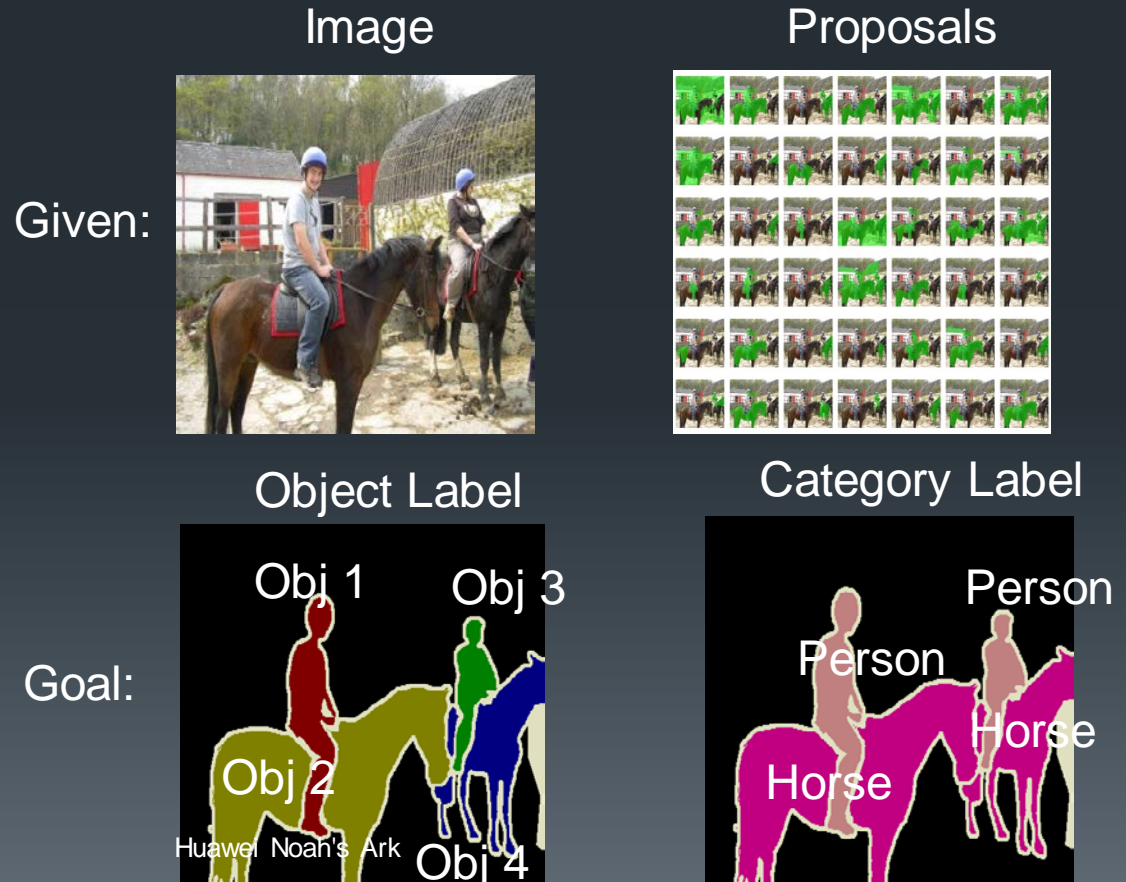 Image
Proposals
Given:
Object Label
Category Label
Obj 1
Obj 3
Person
Person
Goal:
Horse
Obj 2
Horse
Huawei Noah's Ark
Obj 4